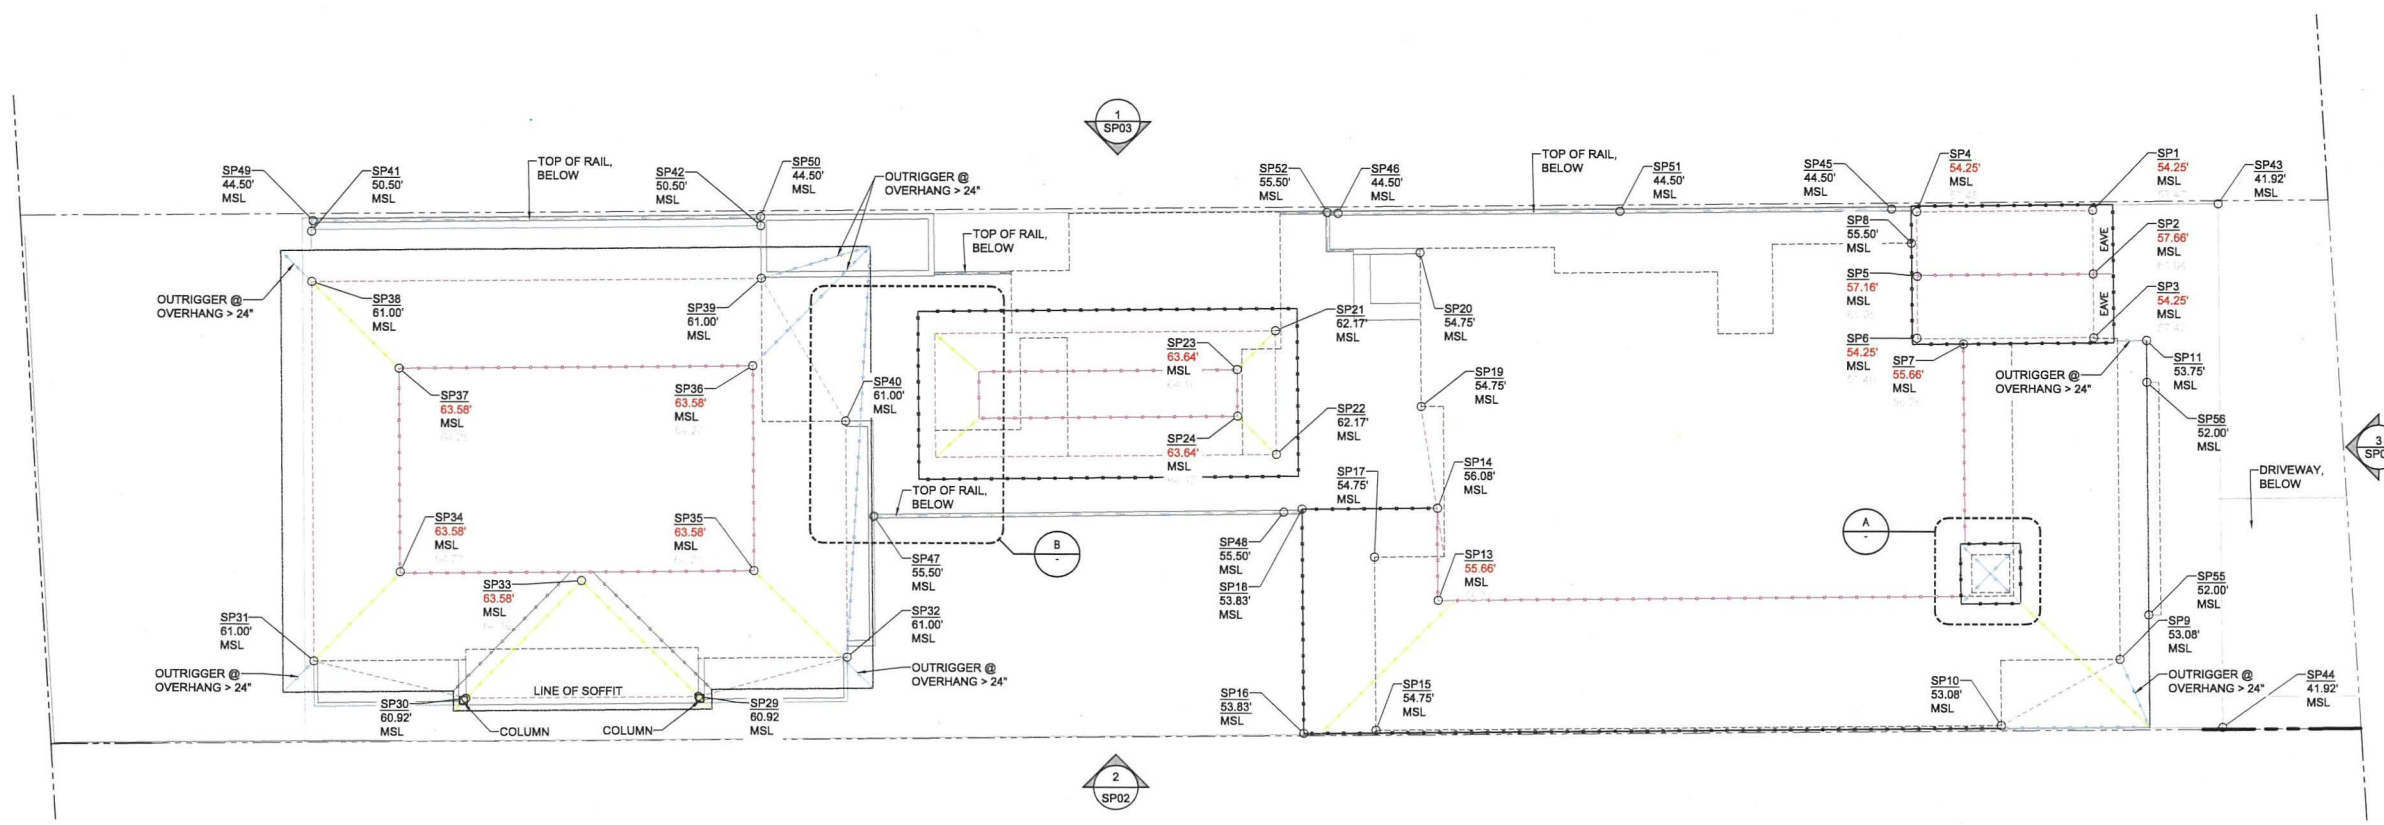 1
SP03
SP49
44.50'
MSL
SP41
50.50'
MSL
TOP OF RAIL,
BELOW
SP42
50.50'
MSL
SP50
44.50'
MSL
OUTRIGGER @
OVERHANG > 24"
SP52
55.50'
MSL
SP46
44.50'
MSL
TOP OF RAIL,
BELOW
SP51
44.50'
MSL
SP45
44.50'
MSL
SP4
54.25'
MSL
SP1
54.25'
MSL
SP43
41.92'
MSL
SP8
55.50'
MSL
SP2
57.66'
MSL
EAVE
TOP OF RAIL,
BELOW
SP5
57.16'
MSL
SP3
54.25'
MSL
EAVE
OUTRIGGER @
OVERHANG > 24"
SP38
61.00'
MSL
SP39
61.00'
MSL
SP21
62.17'
MSL
SP20
54.75'
MSL
SP23
63.64'
MSL
SP6
54.25'
MSL
SP7
55.66'
MSL
SP11
53.75'
MSL
OUTRIGGER @
OVERHANG > 24"
SP37
63.58'
MSL
SP36
63.58'
MSL
SP40
61.00'
MSL
SP19
54.75'
MSL
SP22
62.17'
MSL
SP24
63.64'
MSL
SP56
52.00'
MSL
3
SP17
54.75'
MSL
SP14
56.08'
MSL
DRIVEWAY,
BELOW
TOP OF RAIL,
BELOW
SP34
63.58'
MSL
SP35
63.58'
MSL
A
-
B
-
SP47
55.50'
MSL
SP48
55.50'
MSL
SP18
53.83'
MSL
SP13
55.66'
MSL
SP33
63.58'
MSL
SP55
52.00'
MSL
SP31
61.00'
MSL
SP32
61.00'
MSL
SP9
53.08'
MSL
OUTRIGGER @
OVERHANG > 24"
OUTRIGGER @
OVERHANG > 24"
OUTRIGGER @
OVERHANG > 24"
LINE OF SOFFIT
SP30
60.92'
MSL
COLUMN
COLUMN
SP29
60.92
MSL
SP16
53.83'
MSL
SP15
54.75'
MSL
SP10
53.08'
MSL
SP44
41.92'
MSL
2
SP02